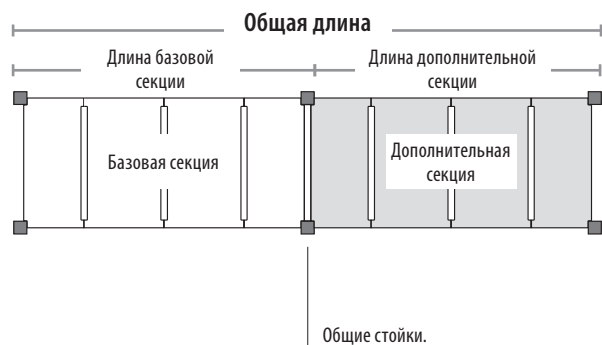 Общая длина
Длина базовой
секции
Длина дополнительной
секции
Базовая секция
Дополнительная
секция
Общие стойки.